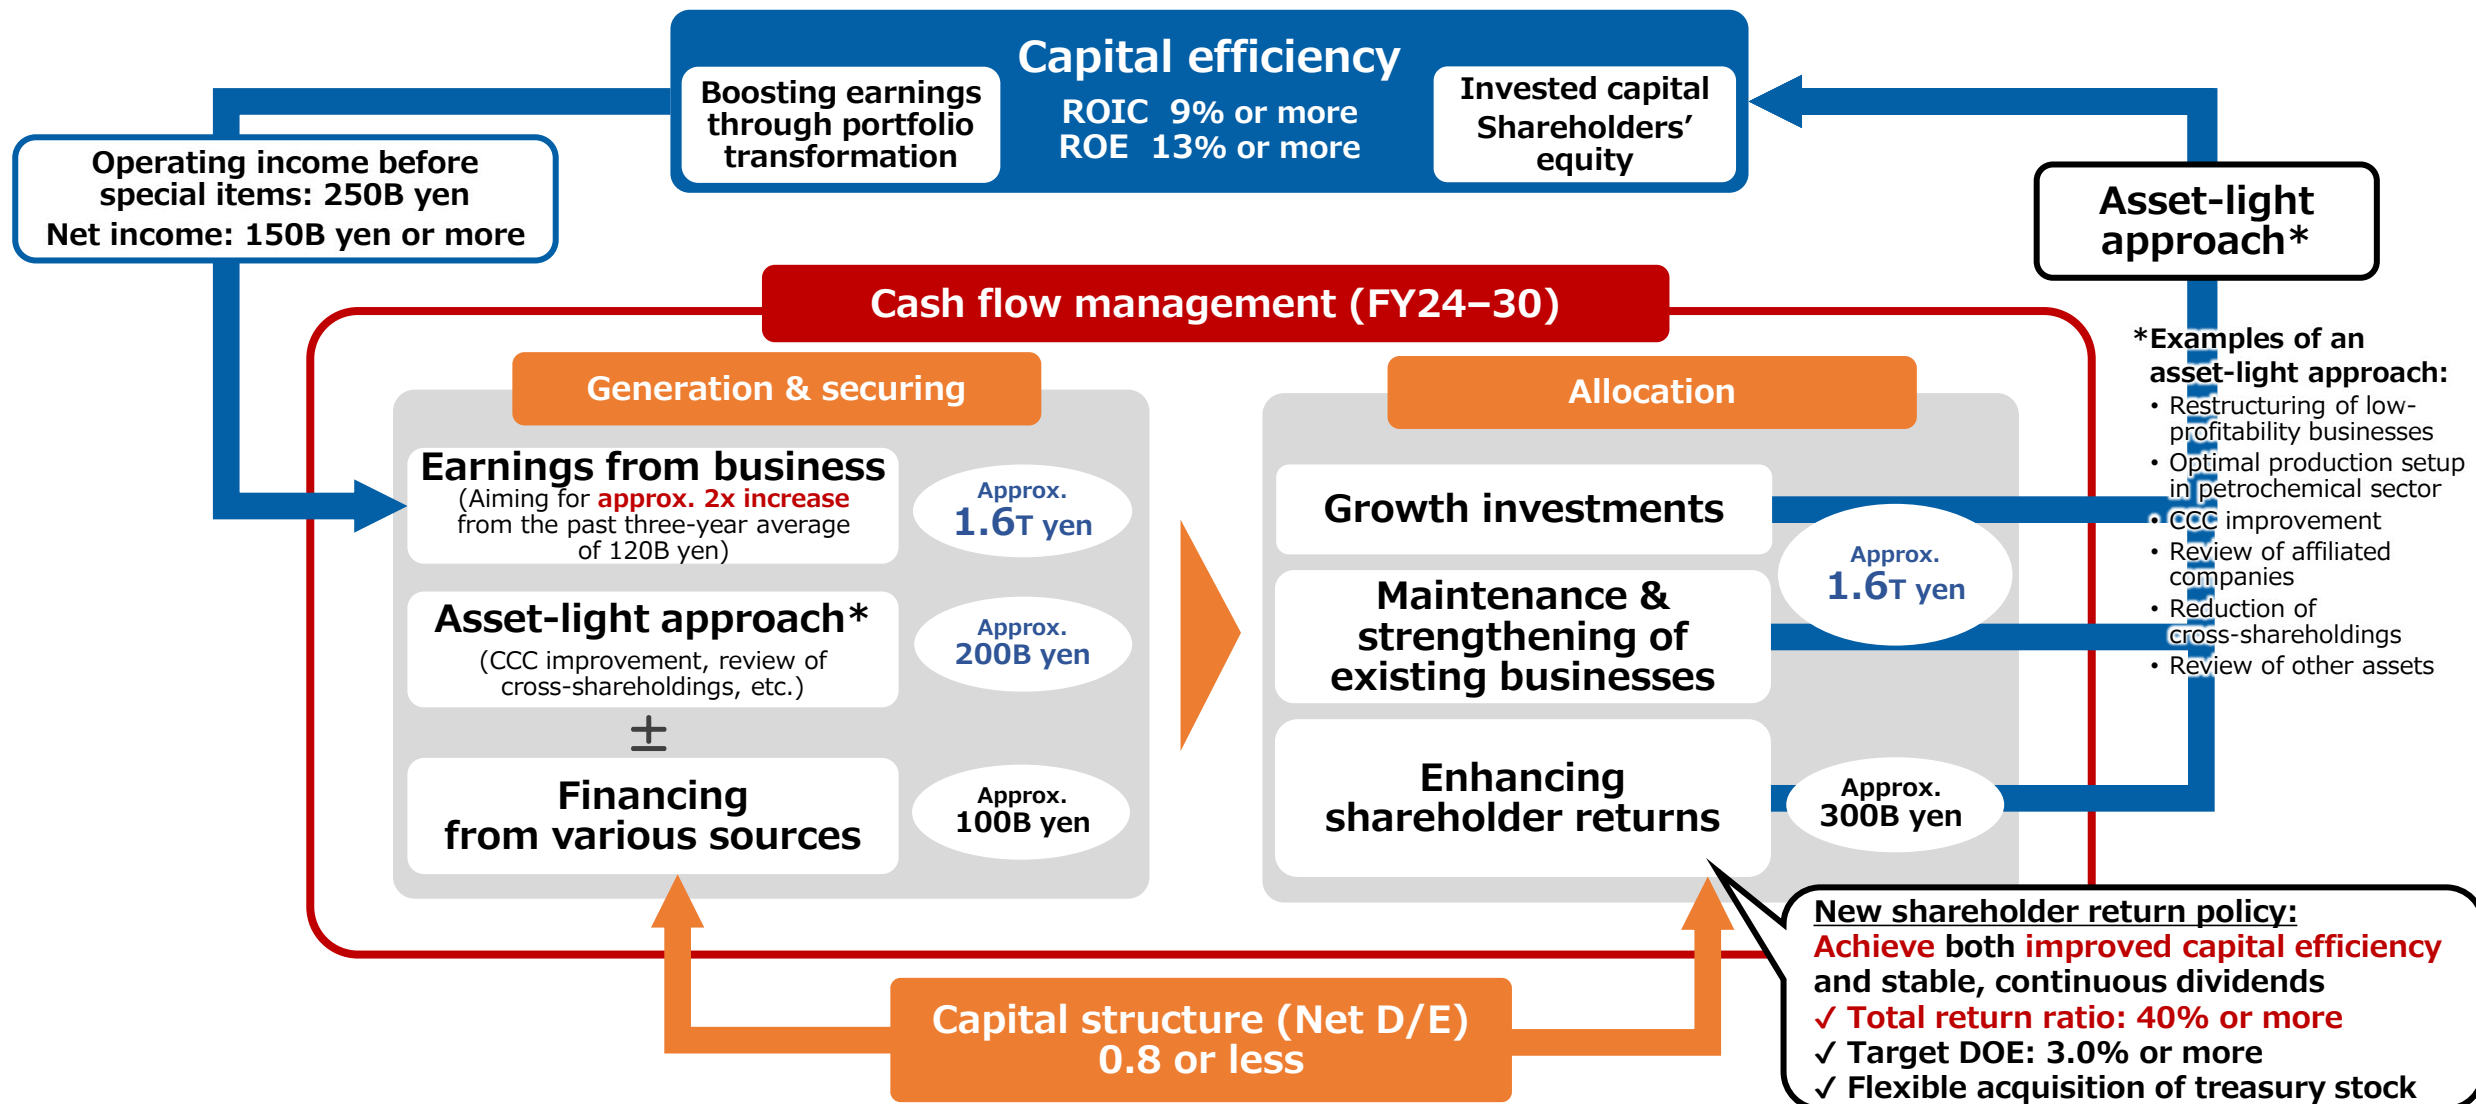 Capital efficiency
Boosting earnings
through portfolio
transformation
ROIC 9% or more
ROE 13% or more
Invested capital
Shareholders’
equity
Operating income before
special items: 250B yen
Net income: 150B yen or more
Asset-light
approach*
Cash flow management (FY24–30)
Generation & securing
Earnings from business
(Aiming for approx. 2x increase
from the past three-year average
of 120B yen)
Approx.
1.6T yen
Asset-light approach*
(CCC improvement, review of
cross-shareholdings, etc.)
Approx.
200B yen
±
Financing
from various sources
Approx.
100B yen
Allocation
Growth investments
Maintenance &
strengthening of
existing businesses
Approx.
1.6T yen
Enhancing
shareholder returns
Approx.
300B yen
*Examples of an
asset-light approach:
• Restructuring of low-
profitability businesses
• Optimal production setup
in petrochemical sector
• CCC improvement
• Review of affiliated
companies
• Reduction of
cross-shareholdings
• Review of other assets
Capital structure (Net D/E)
0.8 or less
New shareholder return policy:
Achieve both improved capital efficiency
and stable, continuous dividends
✓ Total return ratio: 40% or more
✓ Target DOE: 3.0% or more
✓ Flexible acquisition of treasury stock